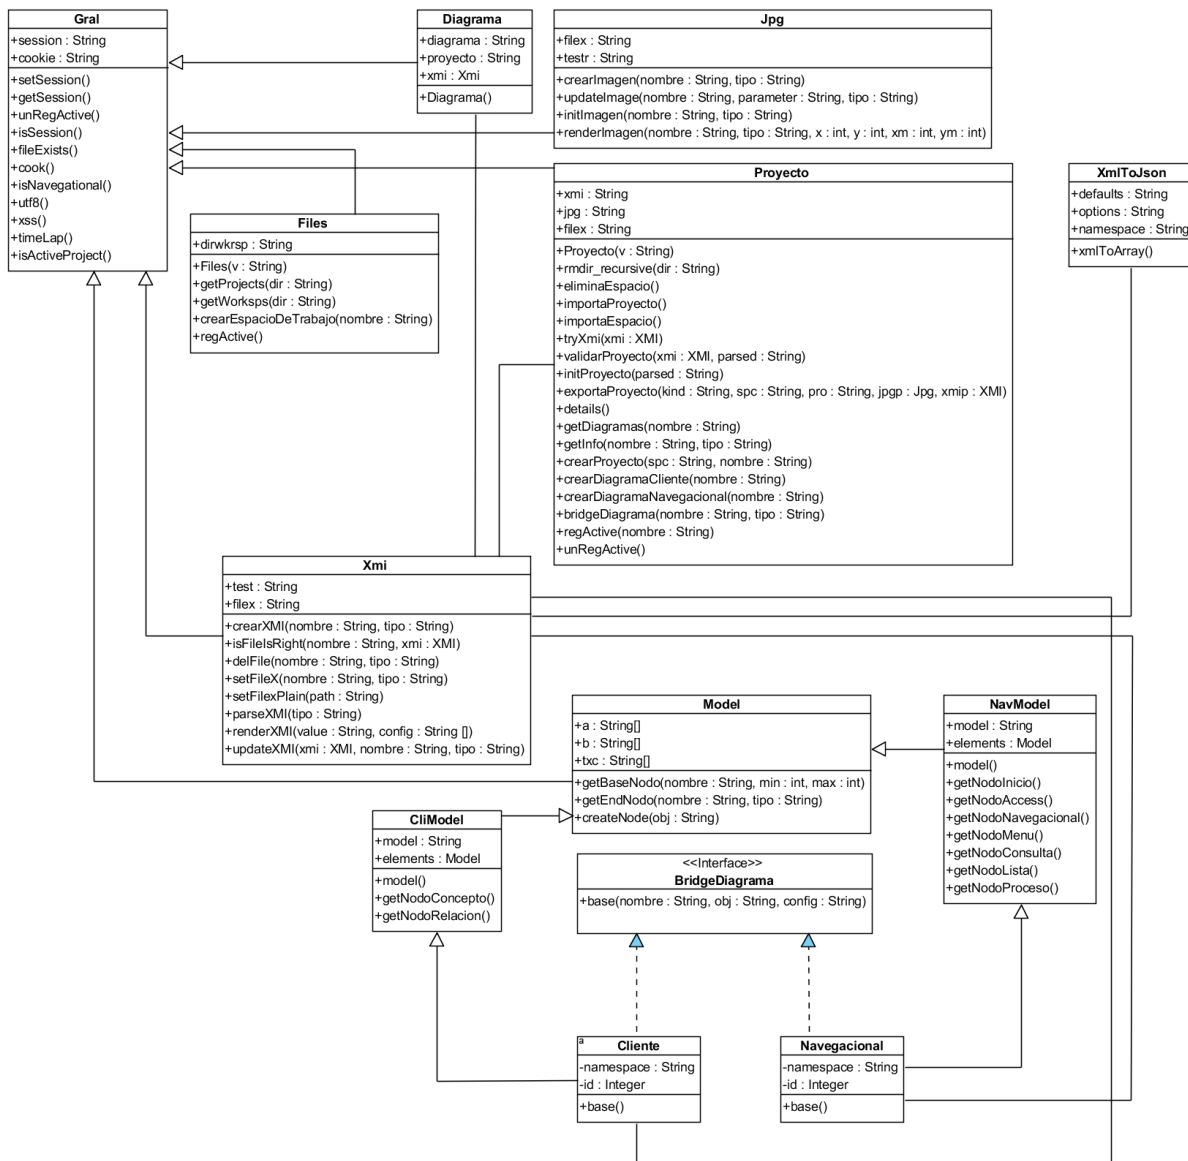 Gral
+session : String
+cookie : String
+setSession()
+getSession()
+unRegActive()
+isSession()
+fileExists()
+cook()
+isNavegational()
+utf8()
+xss()
+timeLap()
+isActiveProject()
Diagrama
+diagrama : String
+proyecto : String
+xmi : Xmi
+Diagrama()
Jpg
+filex : String
+testr : String
+crearImagen(nombre : String, tipo : String)
+updateImage(nombre : String, parameter : String, tipo : String)
+initImagen(nombre : String, tipo : String)
+renderImagen(nombre : String, tipo : String, x : int, y : int, xm : int, ym : int)
Files
+dirwkrsp : String
+Files(v : String)
+getProjects(dir : String)
+getWorksps(dir : String)
+crearEspacioDeTrabajo(nombre : String)
+regActive()
Proyecto
+xmi : String
+jpg : String
+filex : String
+Proyecto(v : String)
+rmdir_recursive(dir : String)
+eliminaEspacio()
+importaProyecto()
+importaEspacio()
+tryXmi(xmi : XMI)
+validarProyecto(xmi : XMI, parsed : String)
+initProyecto(parsed : String)
+exportaProyecto(kind : String, spc : String, pro : String, jpgp : Jpg, xmip : XMI)
+details()
+getDiagramas(nombre : String)
+getInfo(nombre : String, tipo : String)
+crearProyecto(spc : String, nombre : String)
+crearDiagramaCliente(nombre : String)
+crearDiagramaNavegacional(nombre : String)
+bridgeDiagrama(nombre : String, tipo : String)
+regActive(nombre : String)
+unRegActive()
XmlToJson
+defaults : String
+options : String
+namespace : String
+xmlToArray()
Xmi
+test : String
+filex : String
+crearXMI(nombre : String, tipo : String)
+isFileIsRight(nombre : String, xmi : XMI)
+delFile(nombre : String, tipo : String)
+setFileX(nombre : String, tipo : String)
+setFilexPlain(path : String)
+parseXMI(tipo : String)
+renderXMI(value : String, config : String [])
+updateXMI(xmi : XMI, nombre : String, tipo : String)
Model
+a : String[]
+b : String[]
+txc : String[]
+getBaseNodo(nombre : String, min : int, max : int)
+getEndNodo(nombre : String, tipo : String)
+createNode(obj : String)
NavModel
+model : String
+elements : Model
+model()
+getNodoInicio()
+getNodoAccess()
+getNodoNavegacional()
+getNodoMenu()
+getNodoConsulta()
+getNodoLista()
+getNodoProceso()
CliModel
+model : String
+elements : Model
+model()
+getNodoConcepto()
+getNodoRelacion()
<<Interface>>
BridgeDiagrama
+base(nombre : String, obj : String, config : String)
a
Cliente
-namespace : String
-id : Integer
+base()
Navegacional
-namespace : String
-id : Integer
+base()